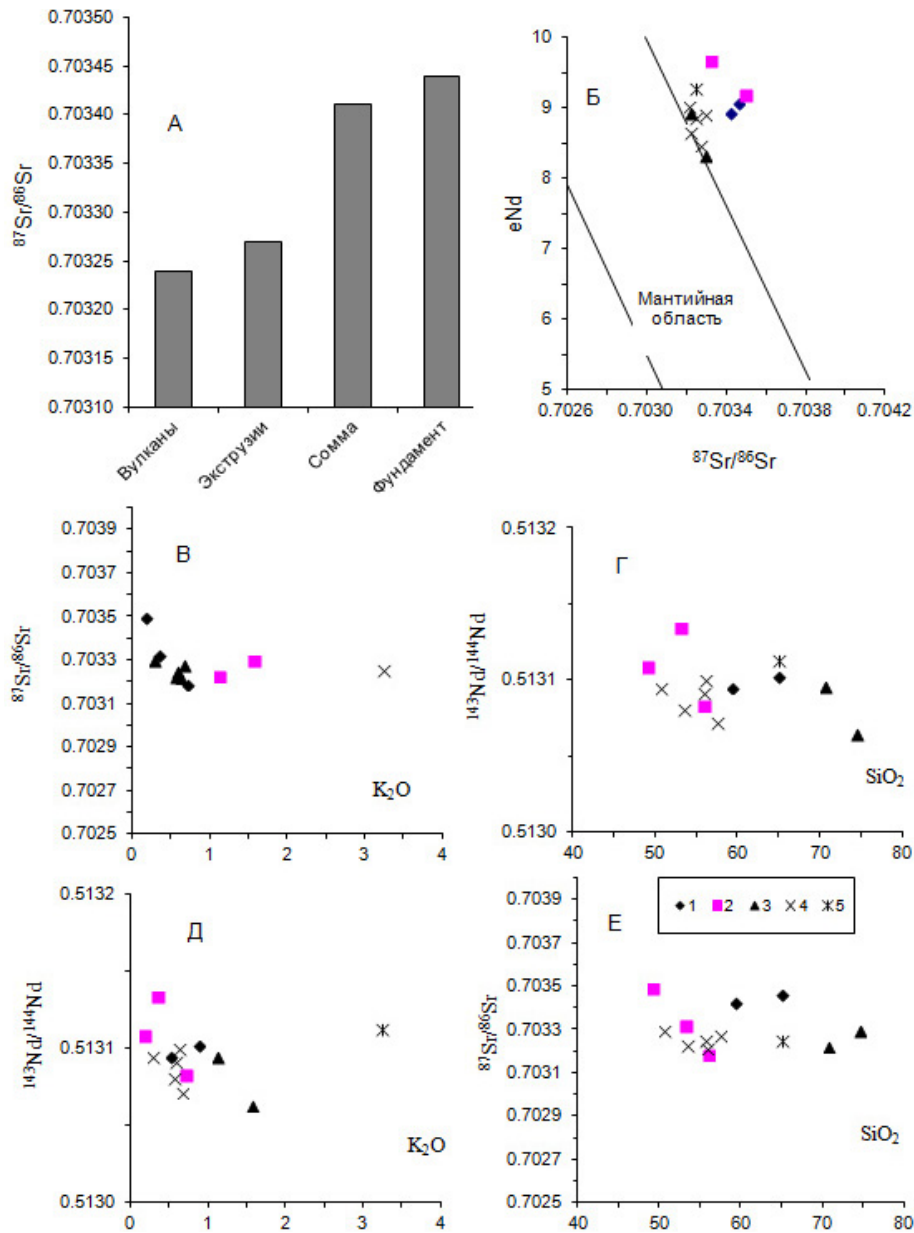 0.70350
0.70345
0.70340
0.70335
0.70330
0.70325
0.70320
0.70315
0.70310
А
⁸⁷Sr/⁸⁶Sr
Вулканы
Экструзии
Сомма
Фундамент
10
9
8
7
6
5
Б
eNd
Мантийная
область
0.7026 0.7030 0.7034 0.7038 0.7042
⁸⁷Sr/⁸⁶Sr
0.7039
0.7037
0.7035
0.7033
0.7031
0.7029
0.7027
0.7025
В
⁸⁷Sr/⁸⁶Sr
K₂O
0 1 2 3 4
0.5132
0.5131
0.5130
Г
¹⁴³Nd/¹⁴⁴Nd
SiO₂
40 50 60 70 80
0.5132
0.5131
0.5130
Д
¹⁴³Nd/¹⁴⁴Nd
K₂O
0 1 2 3 4
0.7039
0.7037
0.7035
0.7033
0.7031
0.7029
0.7027
0.7025
Е
1 2 3 4 5
⁸⁷Sr/⁸⁶Sr
SiO₂
40 50 60 70 80